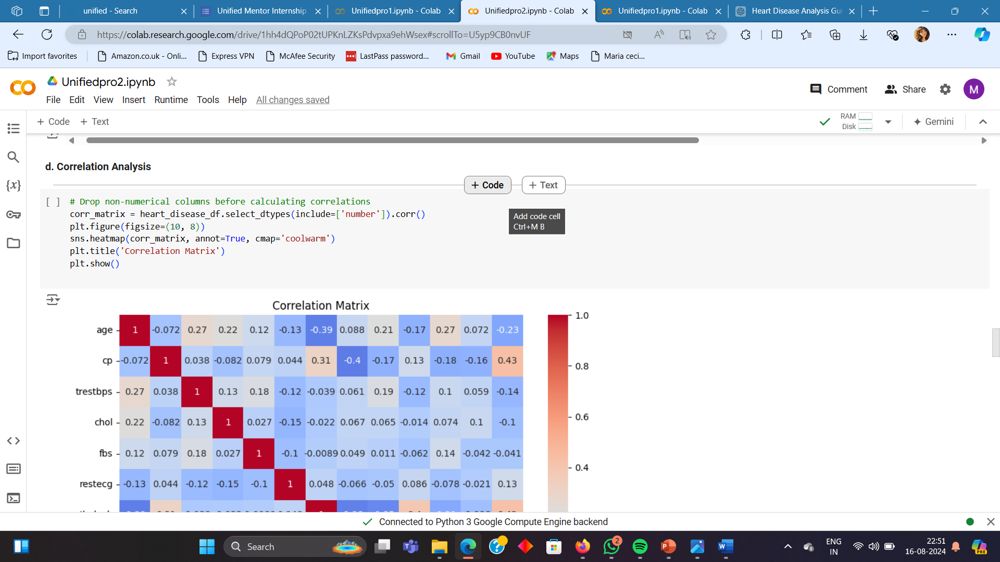 unified - Search
Unified Mentor Internship
Unifiedpro1.ipynb - Colab
Unifiedpro2.ipynb - Colab
Unifiedpro1.ipynb - Colab
Heart Disease Analysis Gui
https://colab.research.google.com/drive/1hh4dQPoP02tUPKnLZKsPdvpxa9ehWsex#scrollTo=U5yp9CB0nvUF
Import favorites
Amazon.co.uk - Onli...
Express VPN
McAfee Security
LastPass password...
Gmail
YouTube
Maps
Maria ceci...
Unifiedpro2.ipynb
File Edit View Insert Runtime Tools Help All changes saved
Comment
Share
M
+ Code + Text
RAM
Disk
Gemini
d. Correlation Analysis
+ Code
+ Text
Add code cell
Ctrl+M B
[ ] # Drop non-numerical columns before calculating correlations
corr_matrix = heart_disease_df.select_dtypes(include=['number']).corr()
plt.figure(figsize=(10, 8))
sns.heatmap(corr_matrix, annot=True, cmap='coolwarm')
plt.title('Correlation Matrix')
plt.show()
Correlation Matrix
age 1 -0.072 0.27 0.22 0.12 -0.13 -0.39 0.088 0.21 -0.17 0.27 0.072 -0.23
cp -0.072 1 0.038 -0.082 0.079 0.044 0.31 -0.4 -0.17 0.13 -0.18 -0.16 0.43
trestbps 0.27 0.038 1 0.13 0.18 -0.12 -0.039 0.061 0.19 -0.12 0.1 0.059 -0.14
chol 0.22 -0.082 0.13 1 0.027 -0.15 -0.022 0.067 0.065 -0.014 0.074 0.1 -0.1
fbs 0.12 0.079 0.18 0.027 1 -0.1 -0.0089 0.049 0.011 -0.062 0.14 -0.042 -0.041
restecg -0.13 0.044 -0.12 -0.15 -0.1 1 0.048 -0.066 -0.05 0.086 -0.078 -0.021 0.13
1.0
0.8
0.6
0.4
Connected to Python 3 Google Compute Engine backend
Search
2
ENG
IN
22:51
16-08-2024
PRE